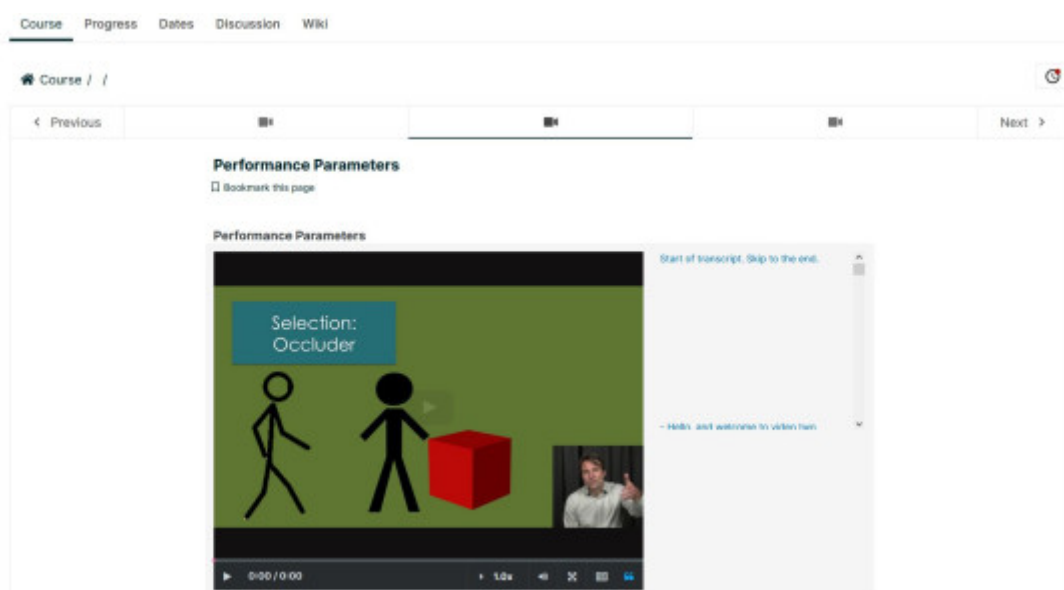 Course Progress Dates Discussion Wiki
Course / /
Previous
Next
Performance Parameters
Bookmark this page
Performance Parameters
Start of transcript. Skip to the end.
Selection:
Occluder
- Hello, and welcome to video two
0:00 / 0:00
1.0x